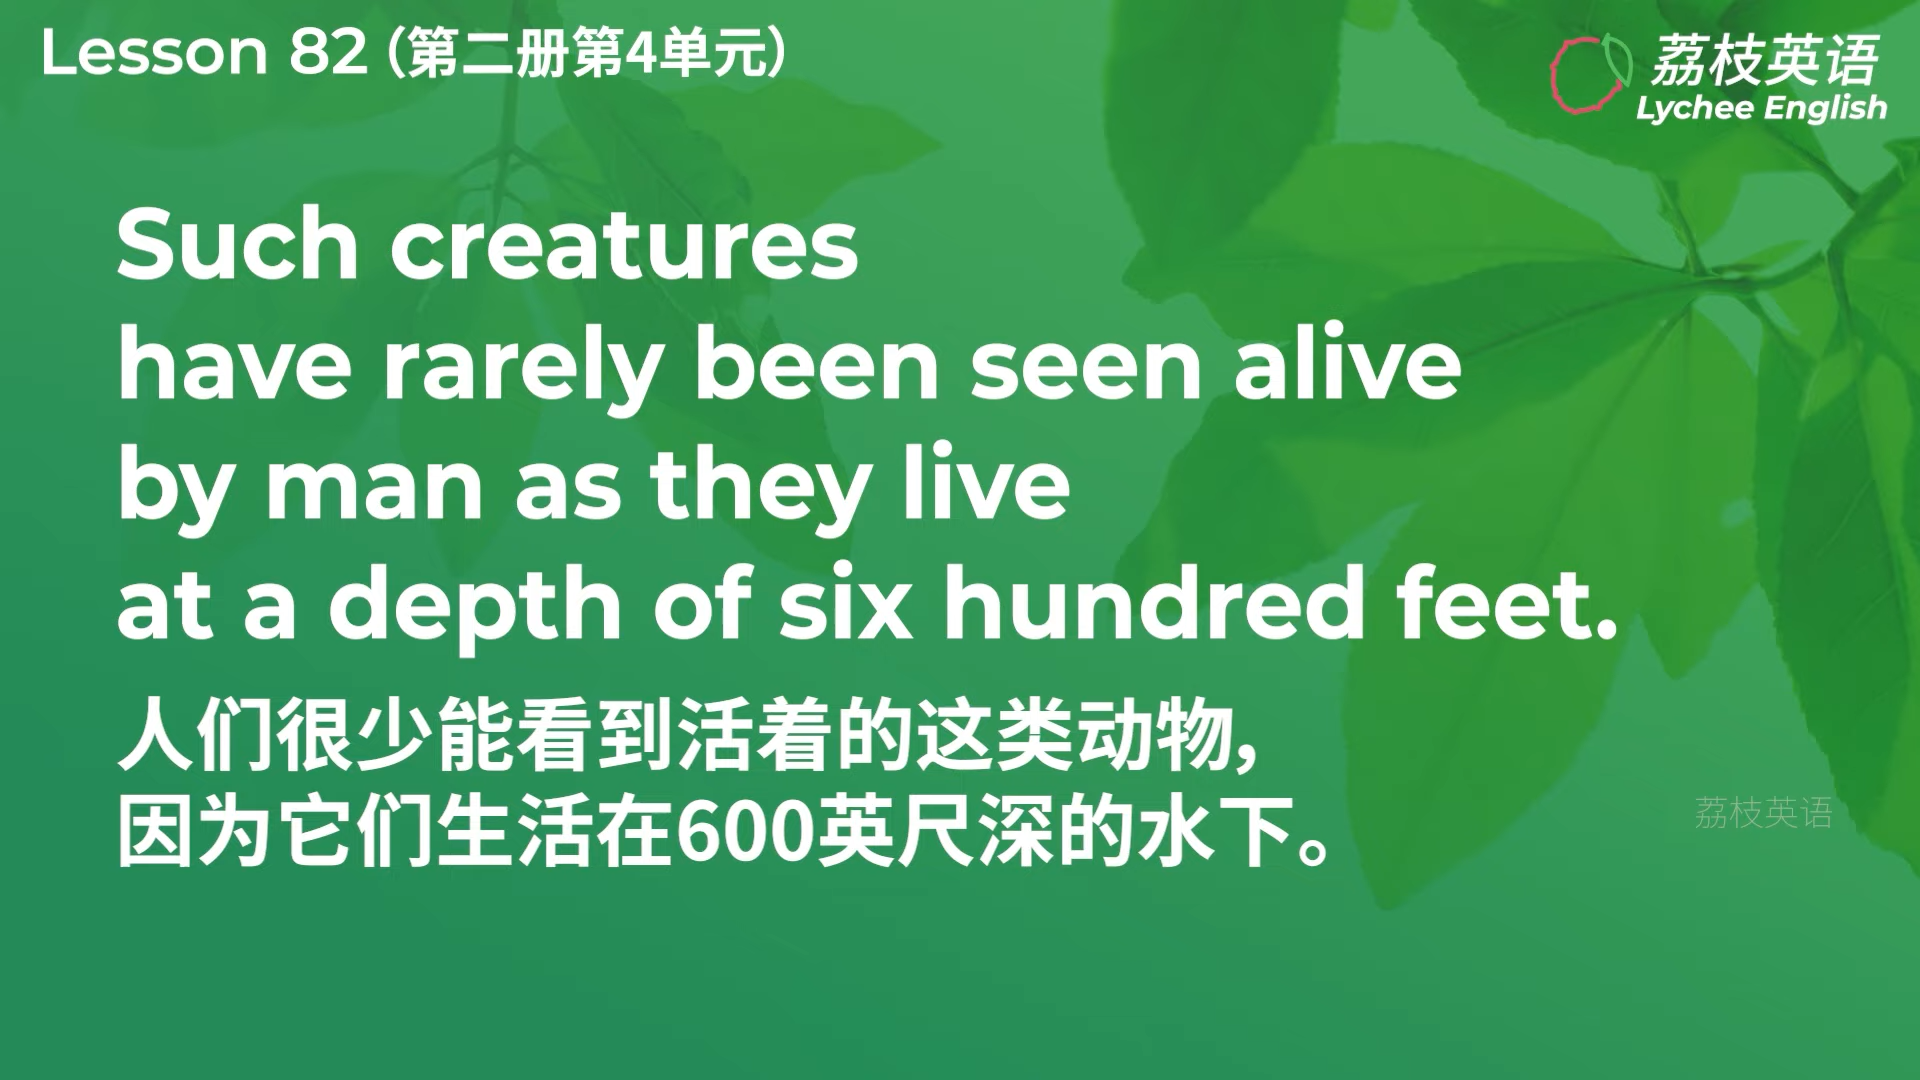 Lesson 82（第二册第4单元）
荔枝英语
Lychee English
Such creatures
have rarely been seen alive
by man as they live
at a depth of six hundred feet.
人们很少能看到活着的这类动物,
因为它们生活在600英尺深的水下。
荔枝英语